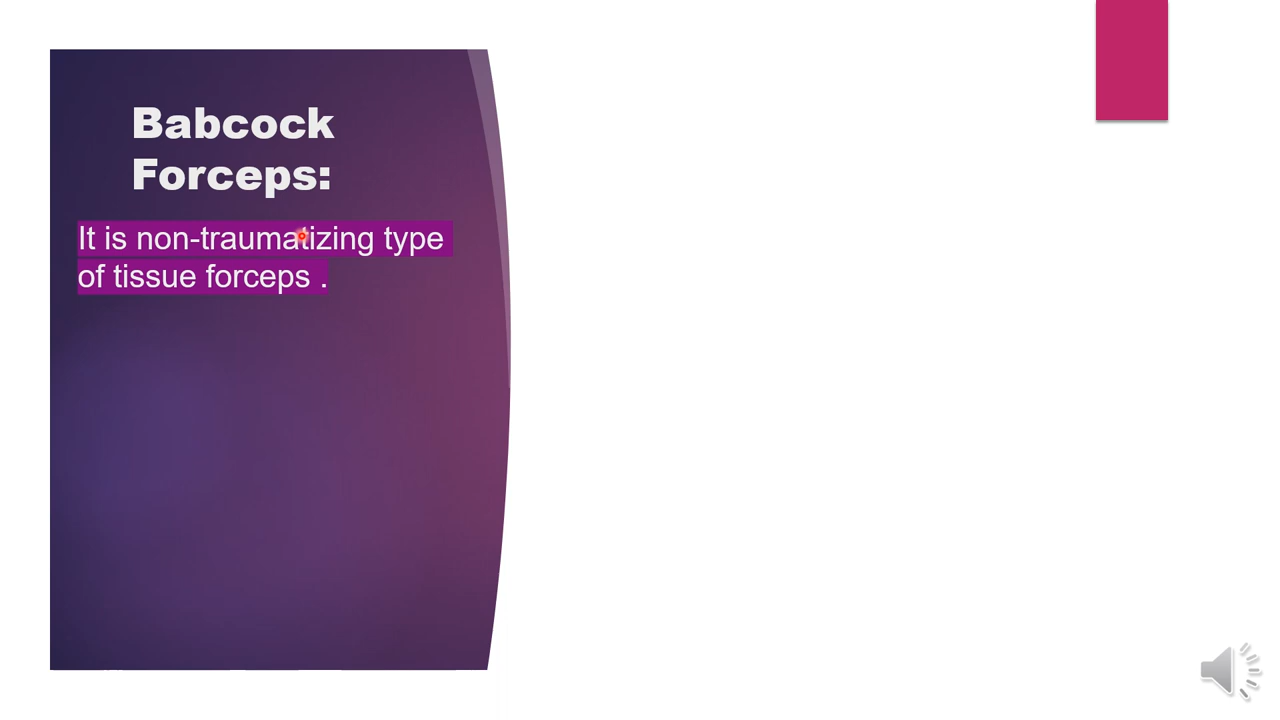 Babcock
Forceps:
It is non-traumatizing type
of tissue forceps .